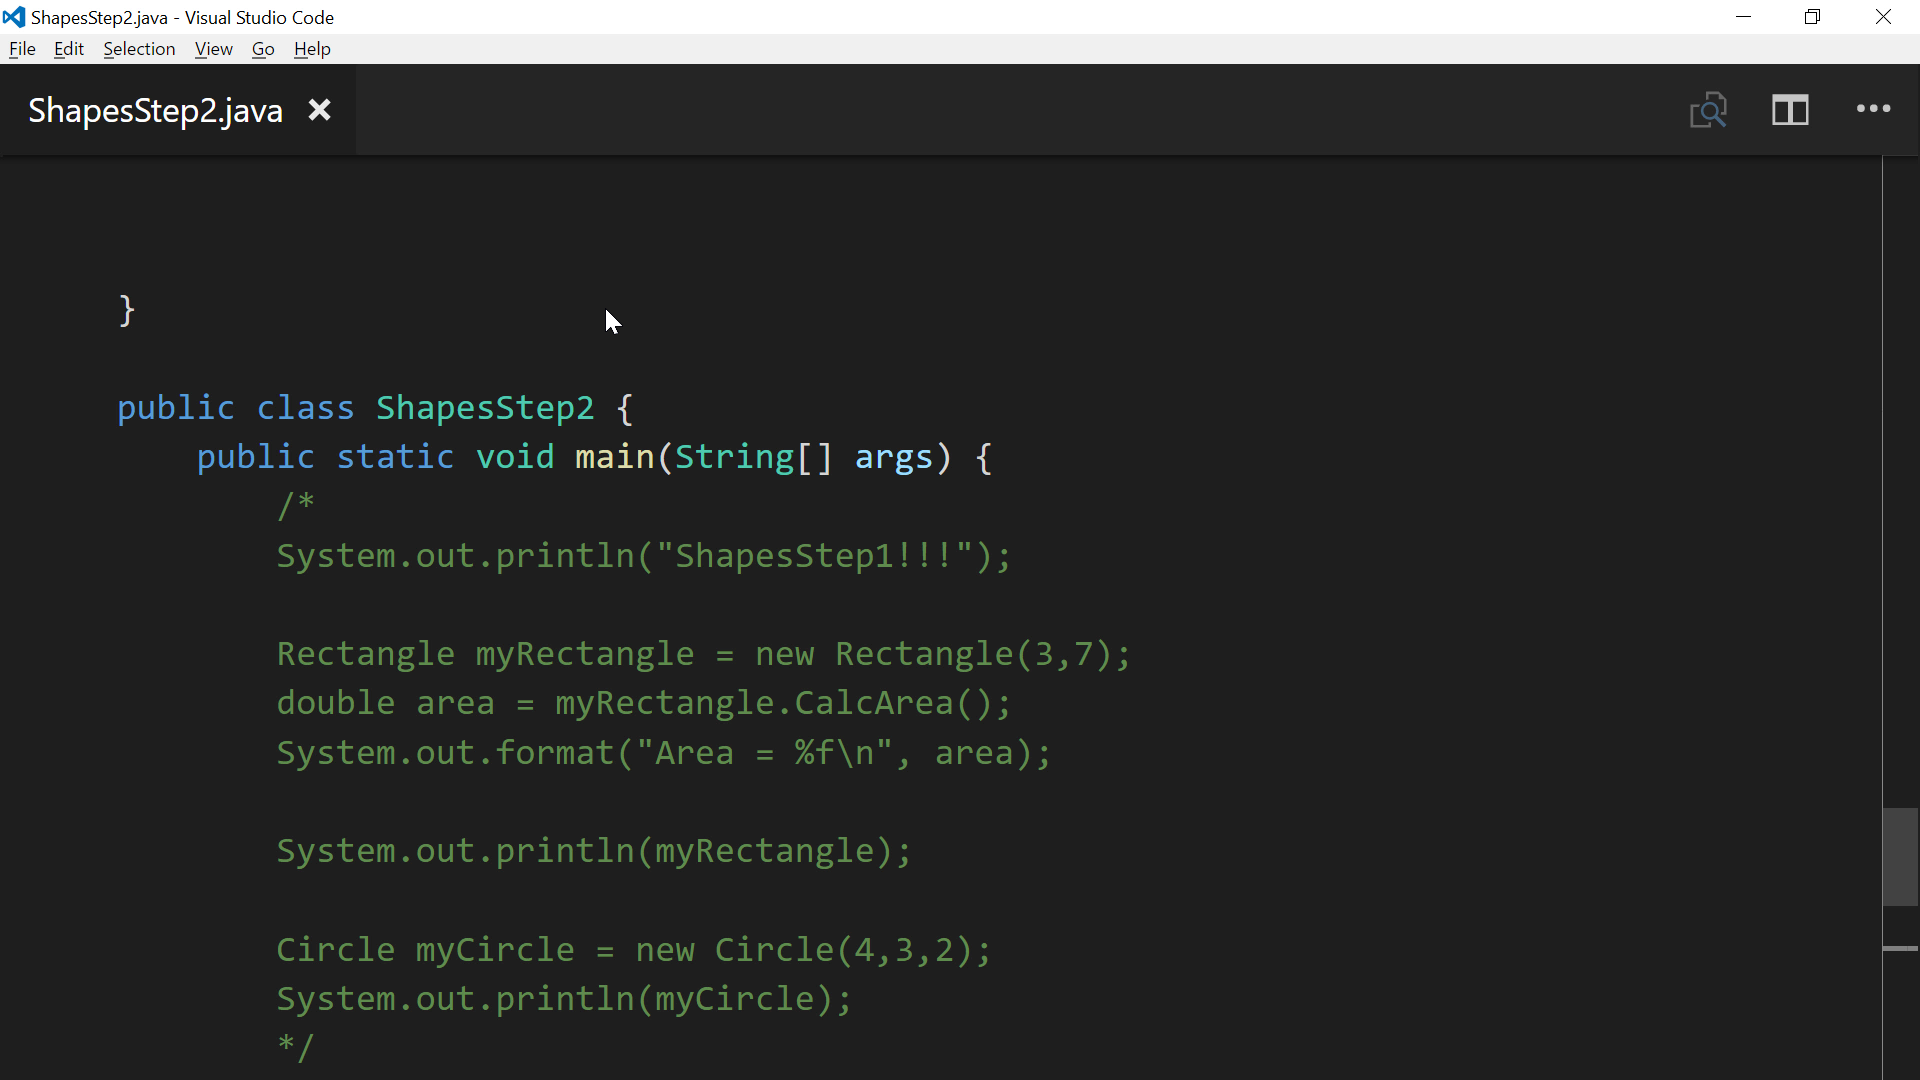 ShapesStep2.java - Visual Studio Code
File Edit Selection View Go Help
ShapesStep2.java
}
public class ShapesStep2 {
public static void main(String[] args) {
/*
System.out.println("ShapesStep1!!!");
Rectangle myRectangle = new Rectangle(3,7);
double area = myRectangle.CalcArea();
System.out.format("Area = %f\n", area);
System.out.println(myRectangle);
Circle myCircle = new Circle(4,3,2);
System.out.println(myCircle);
*/